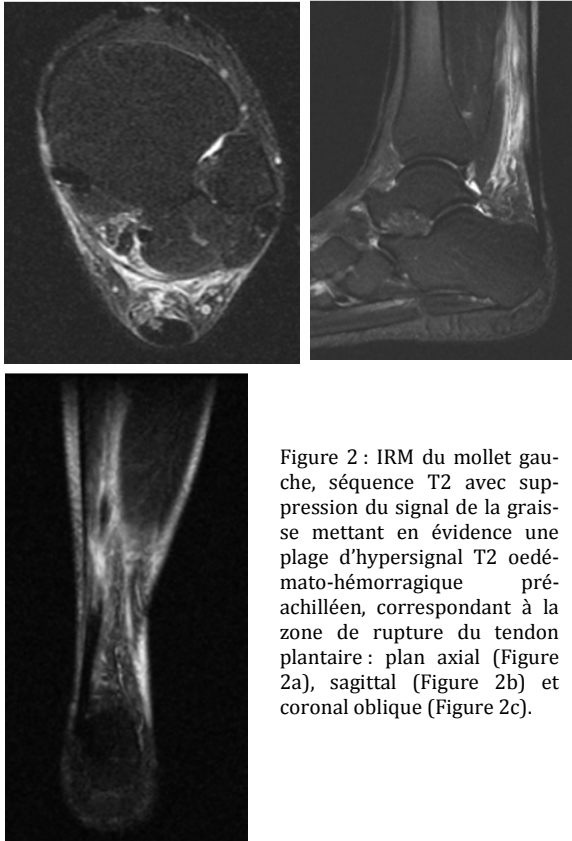 Figure 2 : IRM du mollet gau-
che, séquence T2 avec sup-
pression du signal de la grais-
se mettant en évidence une
plage d’hypersignal T2 oedé-
mato-hémorragique pré-
achilléen, correspondant à la
zone de rupture du tendon
plantaire : plan axial (Figure
2a), sagittal (Figure 2b) et
coronal oblique (Figure 2c).